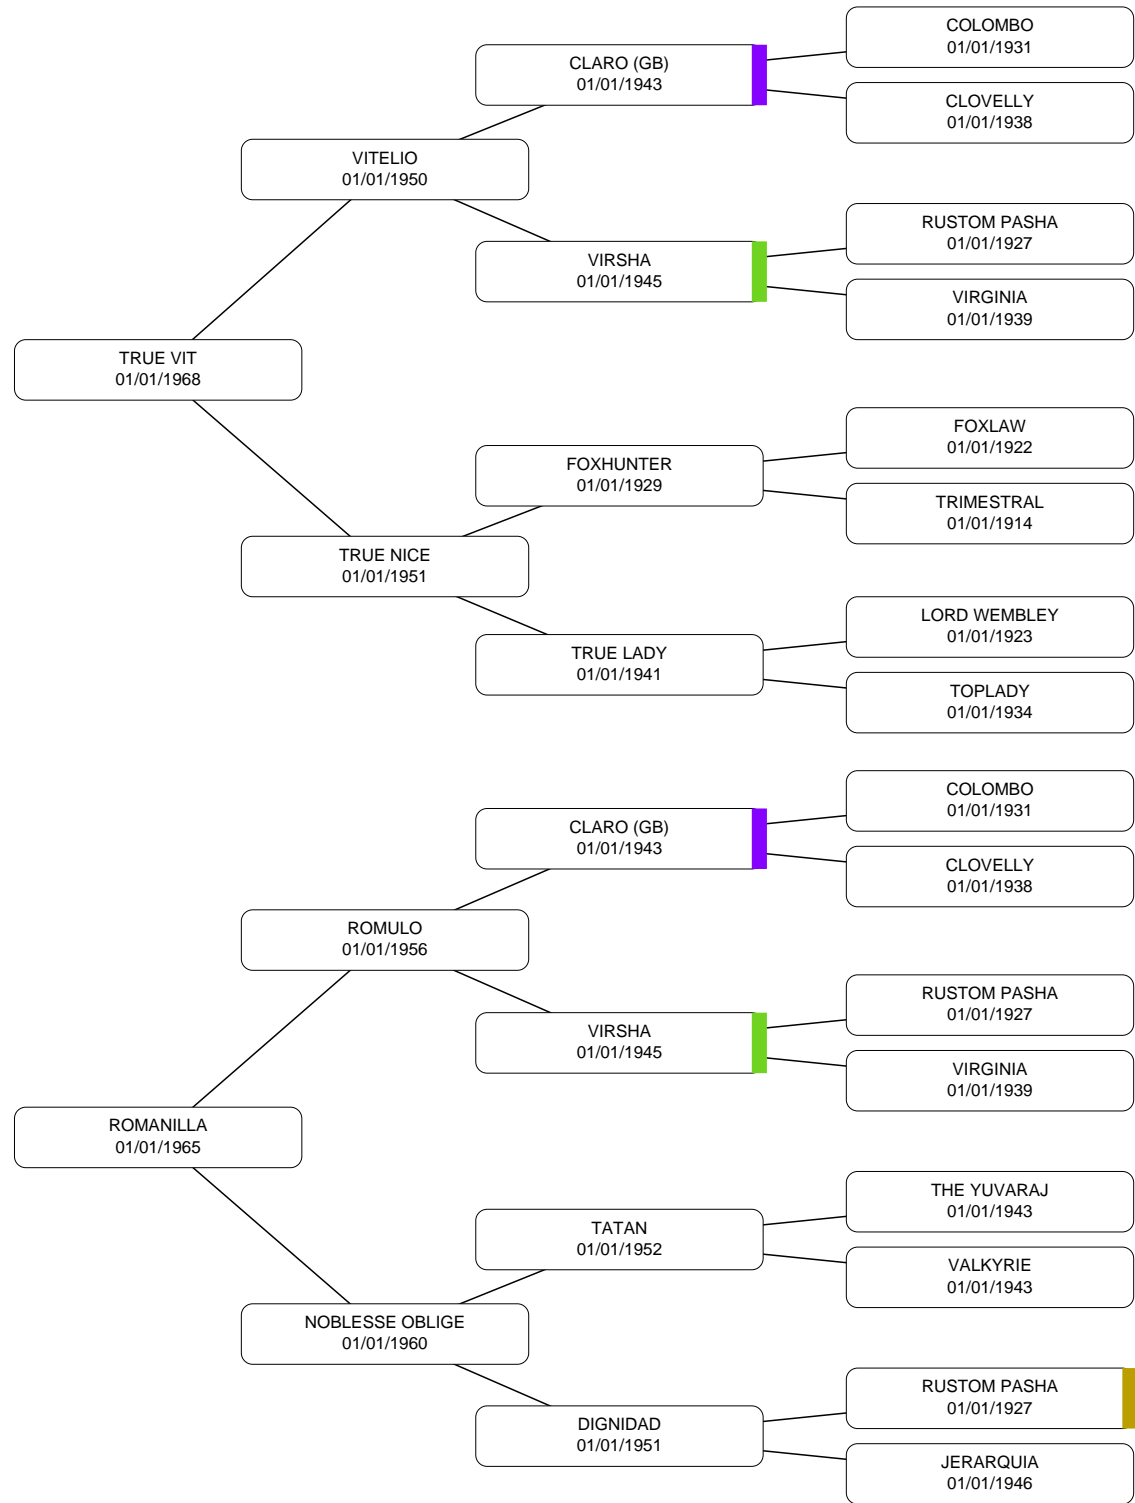 COLOMBO
01/01/1931
CLARO (GB)
01/01/1943
CLOVELLY
01/01/1938
VITELIO
01/01/1950
RUSTOM PASHA
01/01/1927
VIRSHA
01/01/1945
VIRGINIA
01/01/1939
TRUE VIT
01/01/1968
FOXLAW
01/01/1922
FOXHUNTER
01/01/1929
TRIMESTRAL
01/01/1914
TRUE NICE
01/01/1951
LORD WEMBLEY
01/01/1923
TRUE LADY
01/01/1941
TOPLADY
01/01/1934
COLOMBO
01/01/1931
CLARO (GB)
01/01/1943
CLOVELLY
01/01/1938
ROMULO
01/01/1956
RUSTOM PASHA
01/01/1927
VIRSHA
01/01/1945
VIRGINIA
01/01/1939
ROMANILLA
01/01/1965
THE YUVARAJ
01/01/1943
TATAN
01/01/1952
VALKYRIE
01/01/1943
NOBLESSE OBLIGE
01/01/1960
RUSTOM PASHA
01/01/1927
DIGNIDAD
01/01/1951
JERARQUIA
01/01/1946